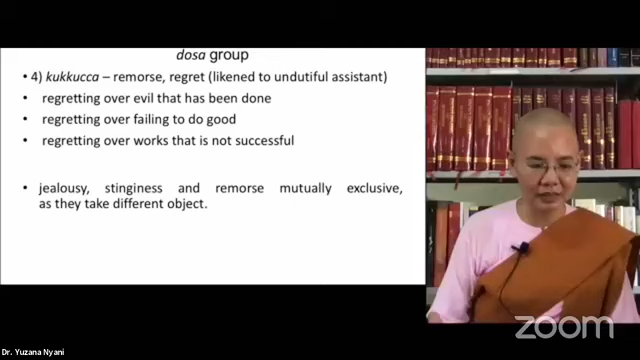 dosa group
• 4) kukkucca – remorse, regret (likened to undutiful assistant)
• regretting over evil that has been done
• regretting over failing to do good
• regretting over works that is not successful
• jealousy, stinginess and remorse mutually exclusive,
as they take different object.
zoom
Dr. Yuzana Nyani